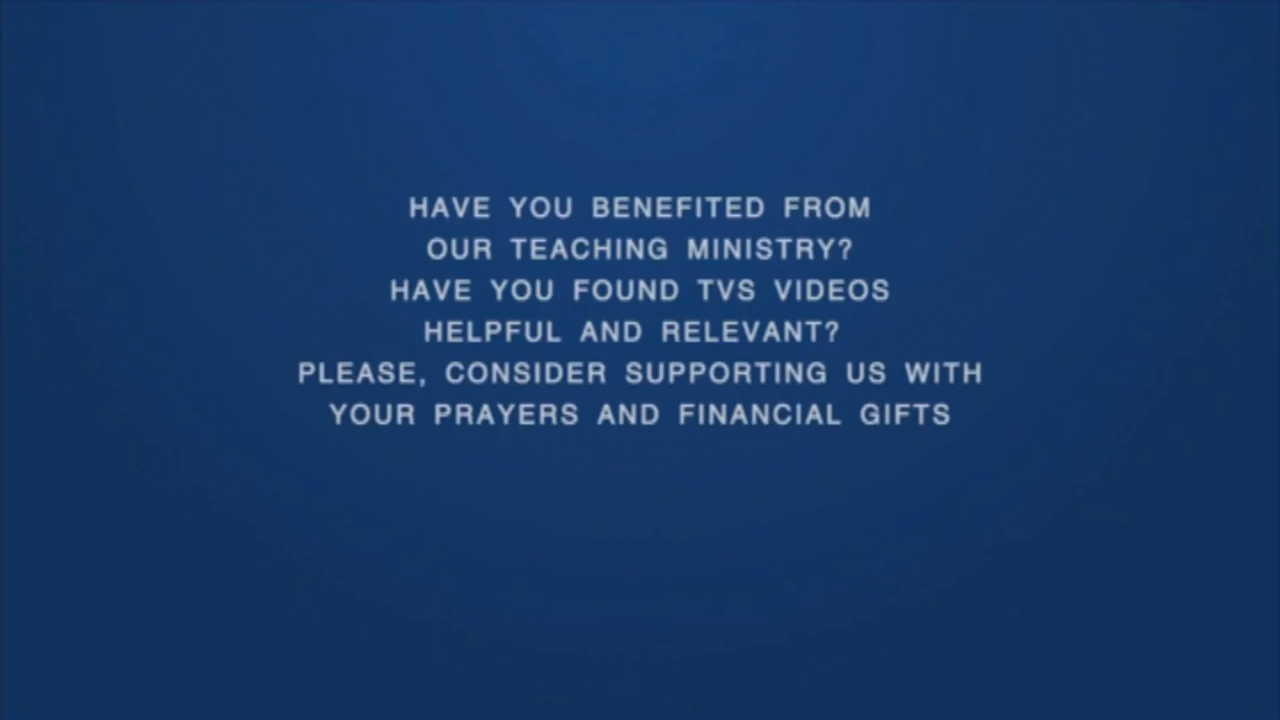 HAVE YOU BENEFITED FROM
OUR TEACHING MINISTRY?
HAVE YOU FOUND TVS VIDEOS
HELPFUL AND RELEVANT?
PLEASE, CONSIDER SUPPORTING US WITH
YOUR PRAYERS AND FINANCIAL GIFTS